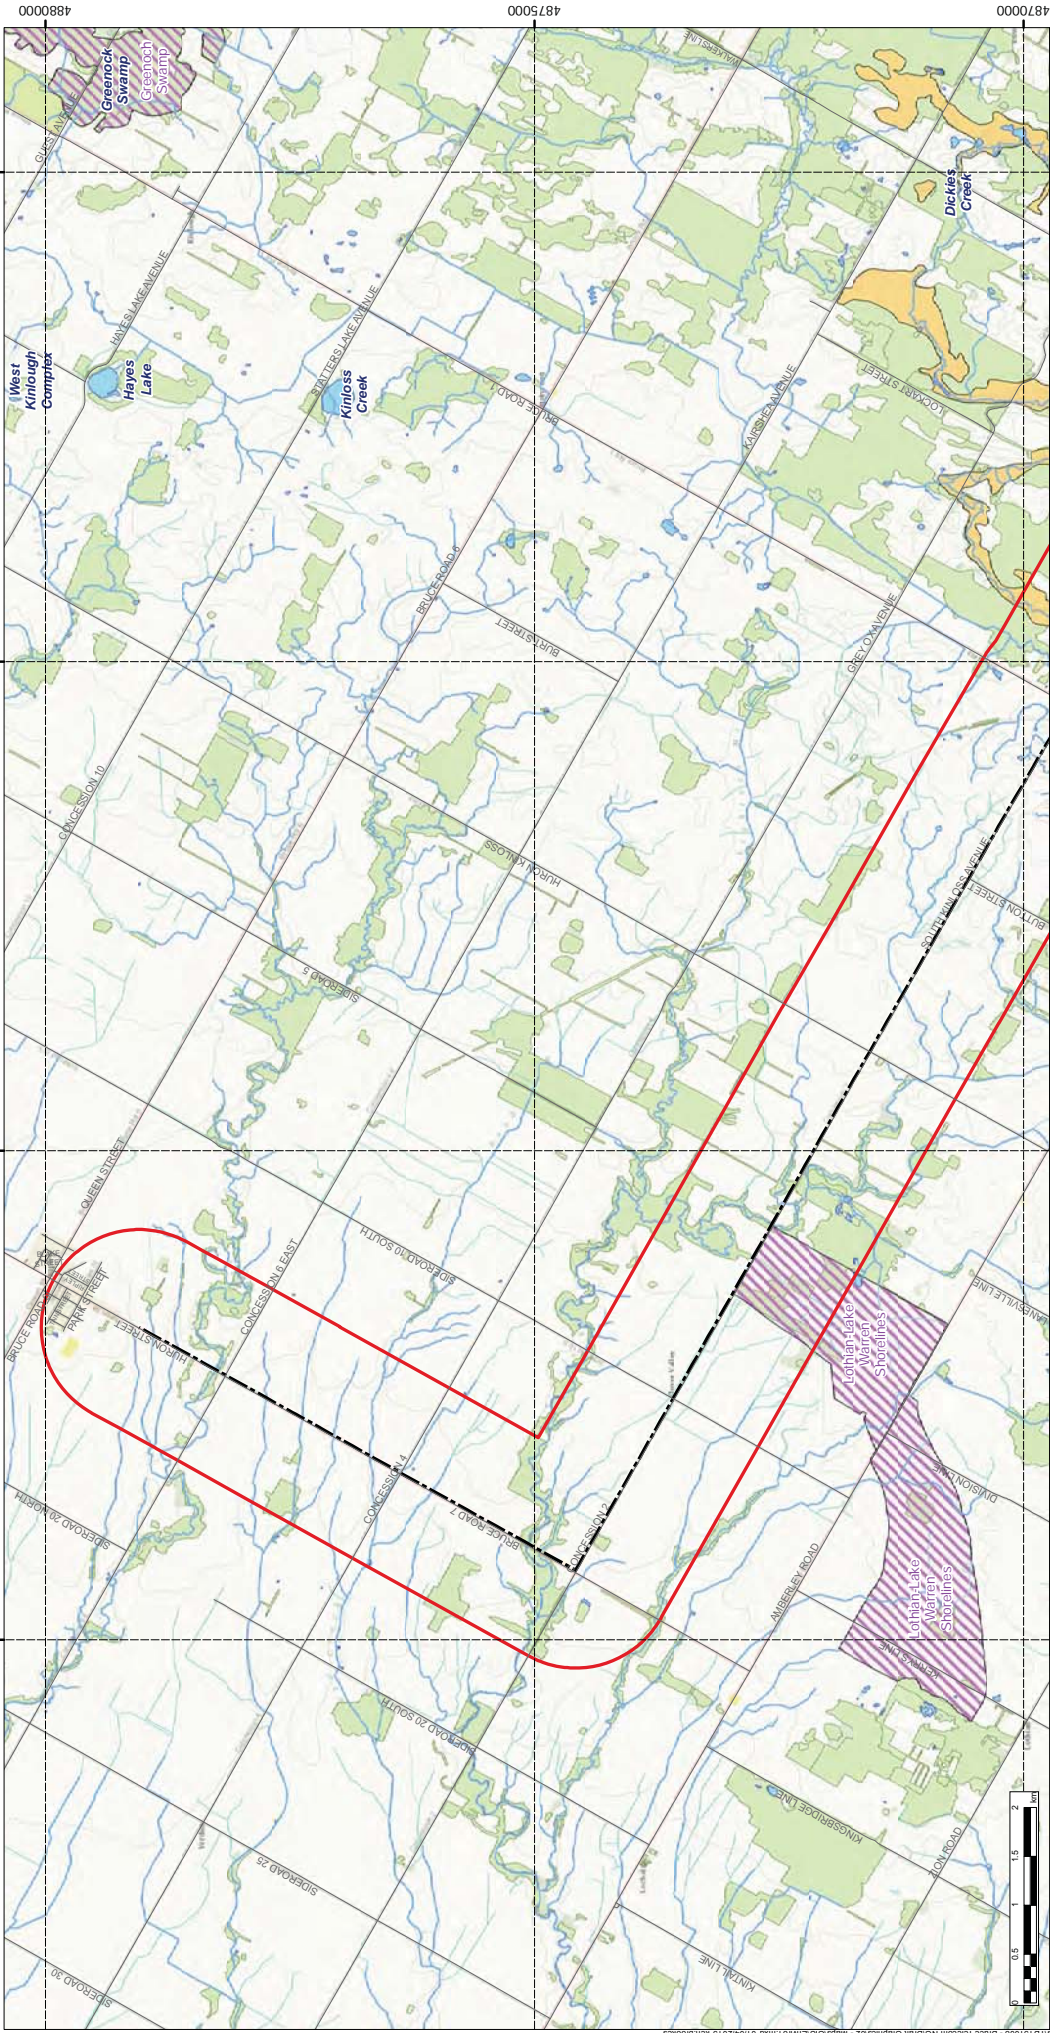 4880000
4875000
4870000
Greenock
Swamp
Greenoch
Swamp
GUEST AVENUE
WALKERS LINE
Dickies
Creek
West
Kinlough
Complex
HAYES LAKE AVENUE
Hayes
Lake
STATTERS LAKE AVENUE
Kinloss
Creek
BRUCE ROAD 1
KAIRSHEA AVENUE
LOCKART STREET
BRUCE ROAD 6
BURT STREET
GREY OX AVENUE
CONCESSION 10
HURON KINLOSS
SOUTH KINLOSS AVENUE
BUTTON STREET
SIDEROAD 5
QUEEN STREET
SIDEROAD 10 SOUTH
CONCESSION 6 EAST
PARK STREET
HURON STREET
LANESVILLE LINE
Lothian-Lake
Warren
Shorelines
CONCESSION 4
BRUCE ROAD 7
CONCESSION 2
DIVISION LINE
SIDEROAD 20 NORTH
AMBERLEY ROAD
Lothian-Lake
Warren
Shorelines
KERRYS LINE
SIDEROAD 20 SOUTH
KINGSBRIDGE LINE
ZION ROAD
SIDEROAD 25
KINTAIL LINE
SIDEROAD 30
0 0.5 1 1.5 2
km